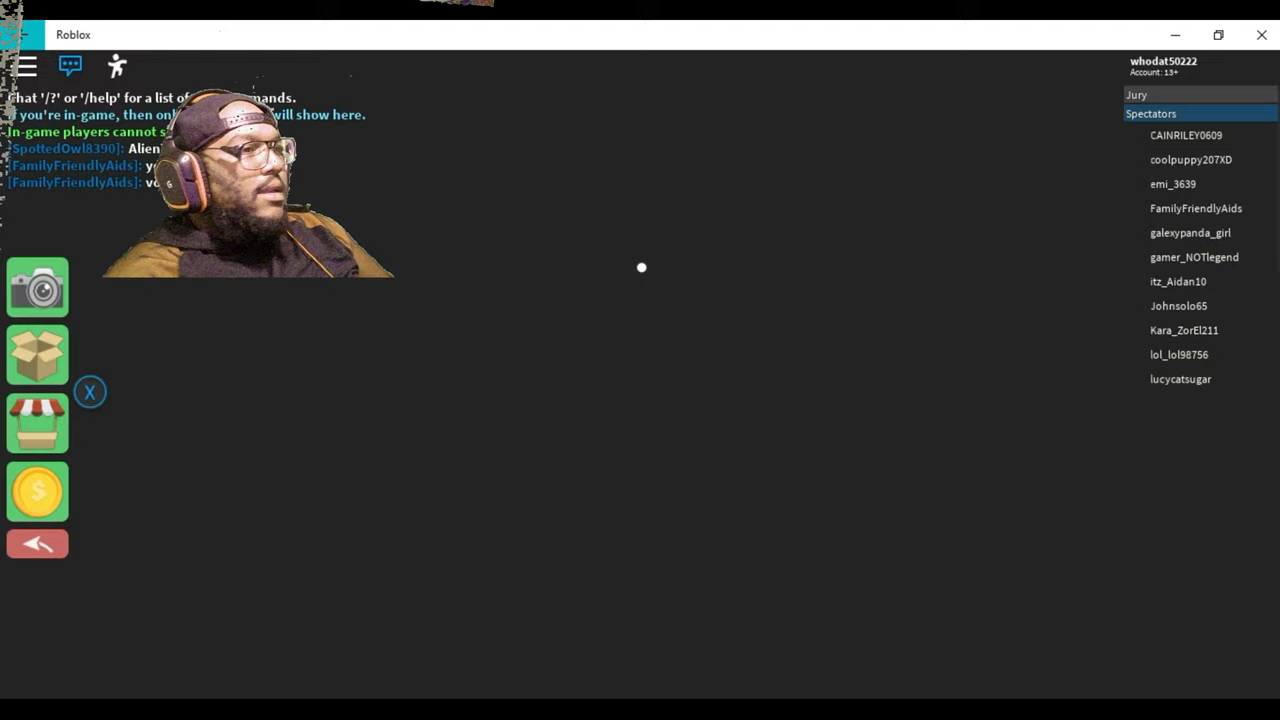 Roblox
whodat50222
Account: 13+
Chat '/?' or '/help' for a list of mands.
If you're in-game, then onl will show here.
In-game players cannot s
[SpottedOwl8390]: Alien
[FamilyFriendlyAids]:
[FamilyFriendlyAids]:
Jury
Spectators
CAINRILEY0609
coolpuppy207XD
emi_3639
FamilyFriendlyAids
galexypanda_girl
gamer_NOTlegend
itz_Aidan10
Johnsolo65
Kara_ZorEl211
lol_lol98756
lucycatsugar
X